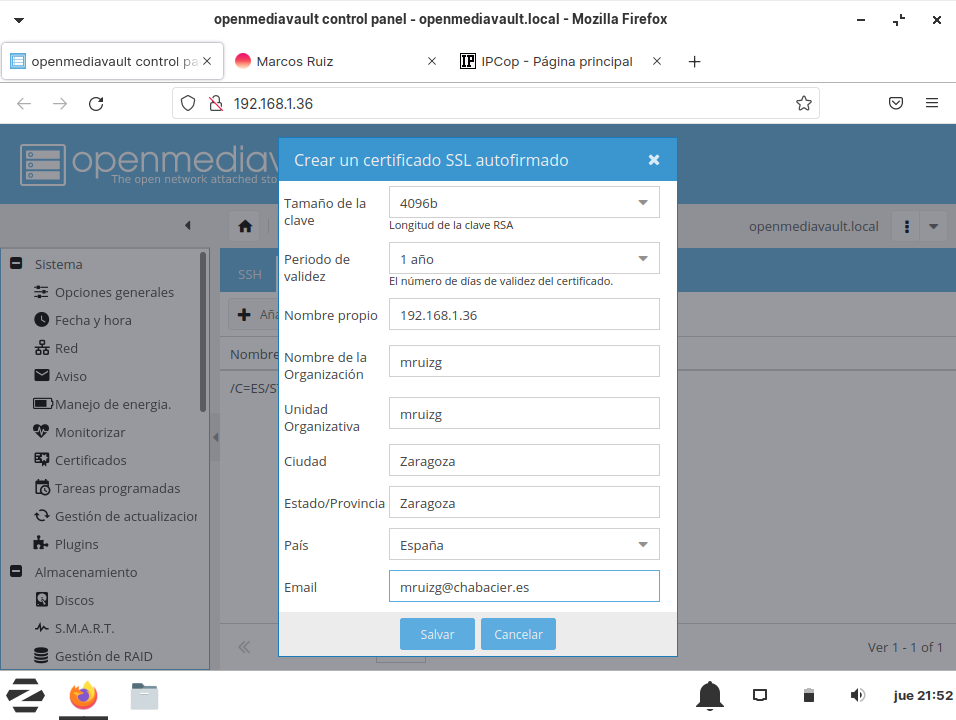 openmediavault control panel - openmediavault.local - Mozilla Firefox
openmediavault control pa
Marcos Ruiz
IPCop - Página principal
192.168.1.36
openmediav
The open network attached sto
openmediavault.local
Sistema
Opciones generales
Fecha y hora
Red
Aviso
Manejo de energia.
Monitorizar
Certificados
Tareas programadas
Gestión de actualizacion
Plugins
Almacenamiento
Discos
S.M.A.R.T.
Gestión de RAID
SSH
Aña
Nombre
/C=ES/ST
Ver 1 - 1 of 1
Crear un certificado SSL autofirmado
Tamaño de la clave
4096b
Longitud de la clave RSA
Periodo de validez
1 año
El número de días de validez del certificado.
Nombre propio
192.168.1.36
Nombre de la Organización
mruizg
Unidad Organizativa
mruizg
Ciudad
Zaragoza
Estado/Provincia
Zaragoza
País
España
Email
mruizg@chabacier.es
Salvar
Cancelar
jue 21:52